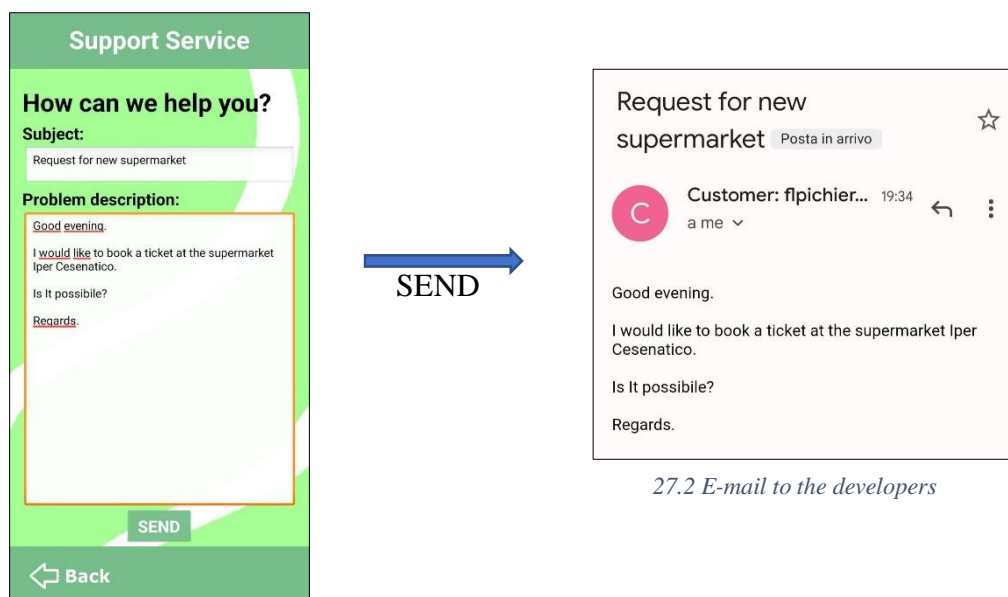 Support Service
How can we help you?
Subject:
Request for new supermarket
Problem description:
Good evening.
I would like to book a ticket at the supermarket
Iper Cesenatico.
Is It possibile?
Regards.
SEND
Back
SEND
Request for new
supermarket Posta in arrivo
C
Customer: flpichier... 19:34
a me
Good evening.
I would like to book a ticket at the supermarket Iper
Cesenatico.
Is It possibile?
Regards.
27.2 E-mail to the developers